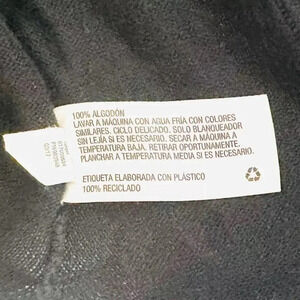 100% ALGODÓN
LAVAR A MÁQUINA CON AGUA FRÍA CON COLORES
SIMILARES. CICLO DELICADO. SOLO BLANQUEADOR
SIN LEJÍA SI ES NECESARIO. SECAR A MÁQUINA A
TEMPERATURA BAJA. RETIRAR OPORTUNAMENTE.
PLANCHAR A TEMPERATURA MEDIA SI ES NECESARIO.
ETIQUETA ELABORADA CON PLÁSTICO
100% RECICLADO